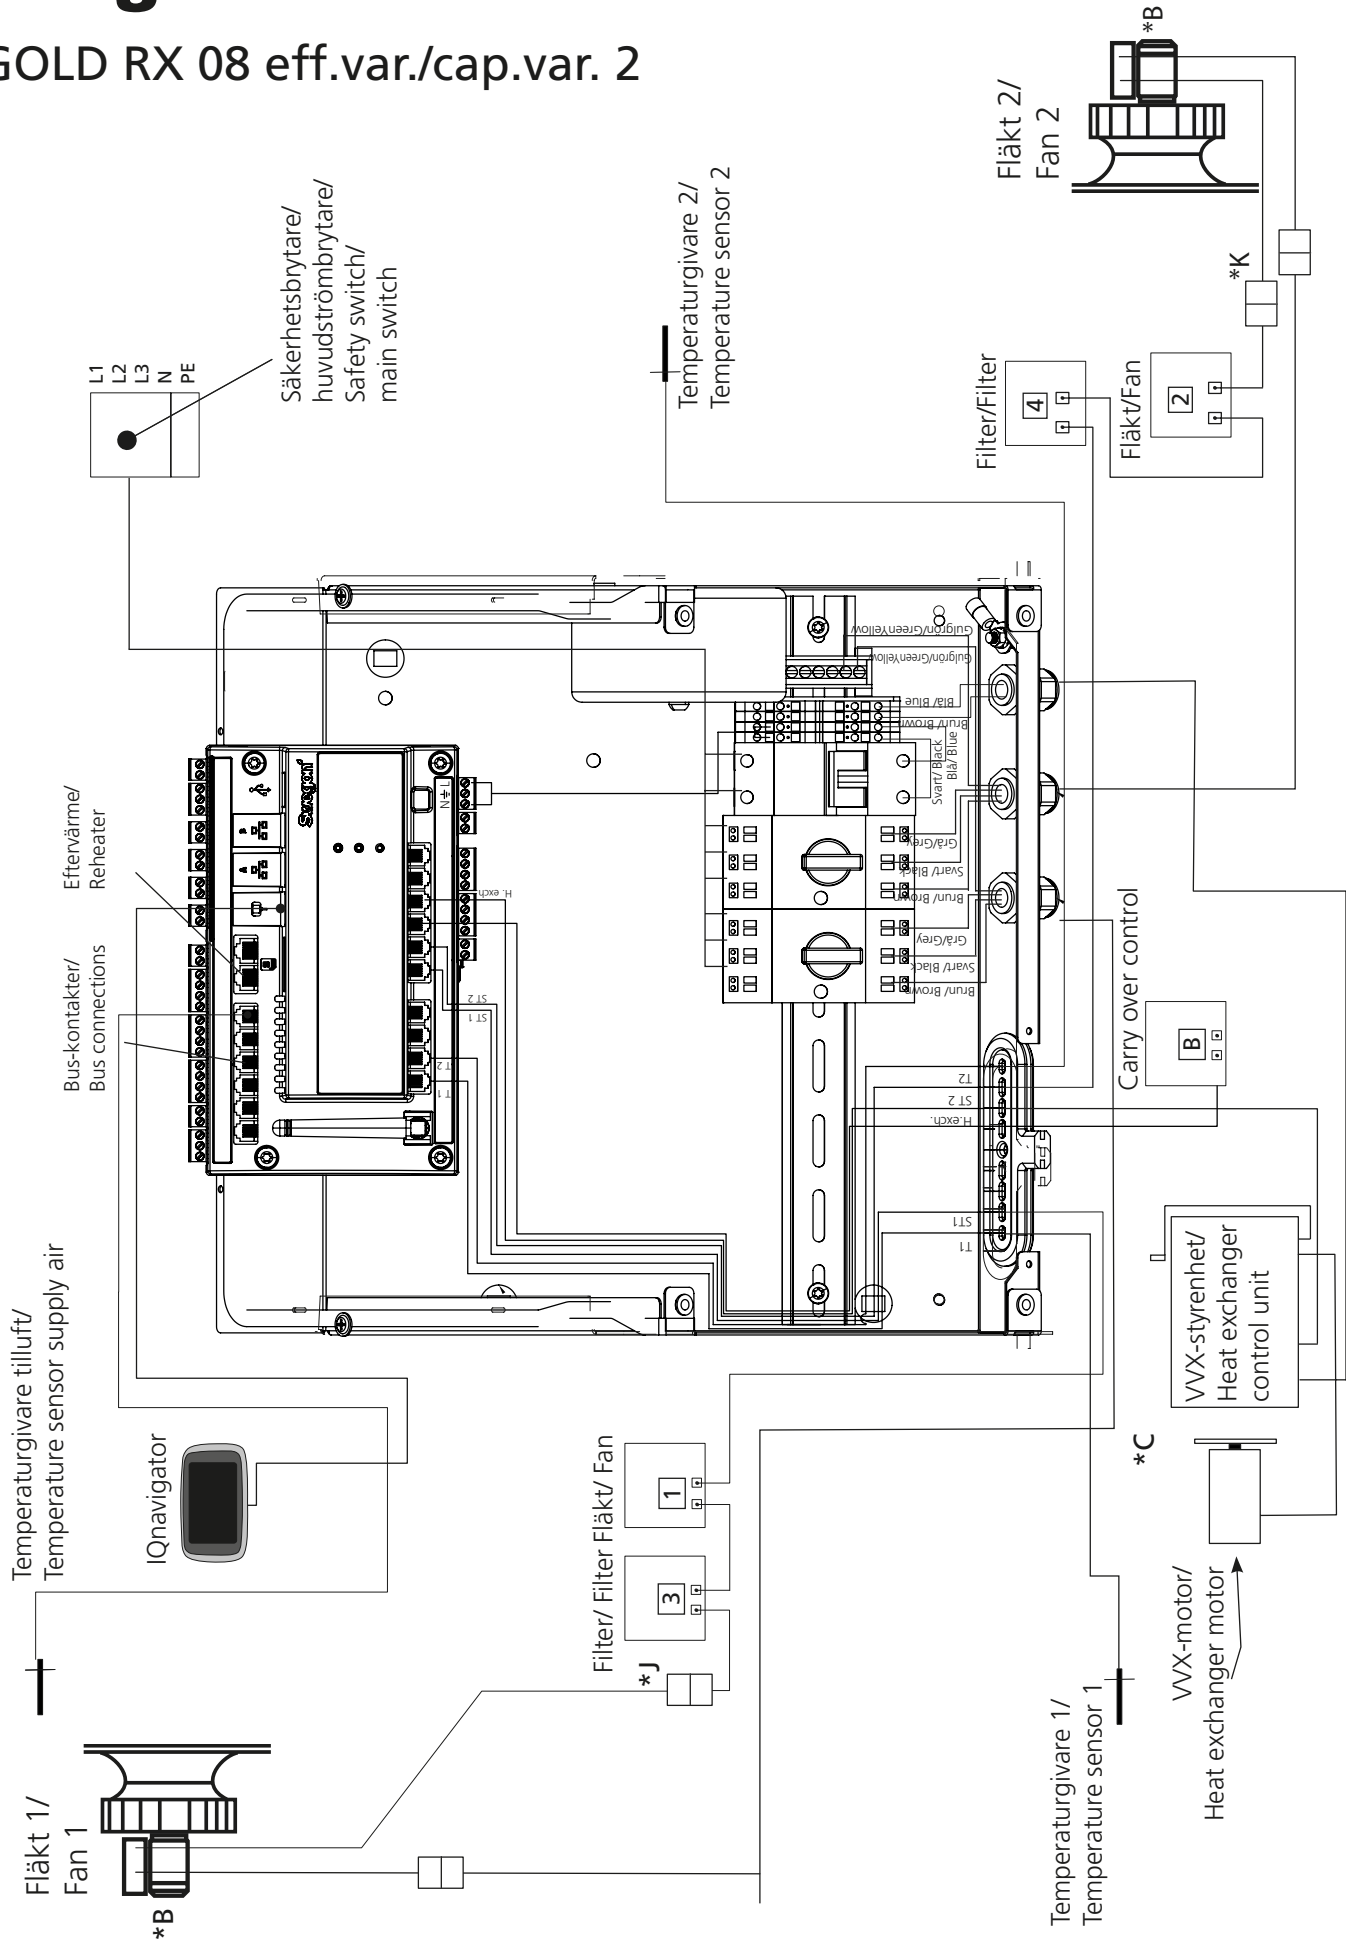 GOLD RX 08 eff.var./cap.var. 2
*B
Fläkt 2/
Fan 2
*K
L1
L2
L3
N
PE
Säkerhetsbrytare/
huvudströmbrytare/
Safety switch/
main switch
Temperaturgivare 2/
Temperature sensor 2
Filter/Filter
4
Fläkt/Fan
2
Eftervärme/
Reheater
Bus-kontakter/
Bus connections
Swegon
A
B
N
L
H. exch.
ST 2
ST 1
T 2
T 1
Gulgrön/GreenYellow
Gulgrön/GreenYellow
Blå/ Blue
Brun/ Brown
Svart/ Black
Blå/ Blue
Grå/Grey
Svart/ Black
Brun/ Brown
Grå/Grey
Svart/ Black
Brun/ Brown
T2
ST 2
H.exch.
ST1
T1
Carry over control
B
VVX-styrenhet/
Heat exchanger
control unit
*C
VVX-motor/
Heat exchanger motor
Temperaturgivare tilluft/
Temperature sensor supply air
IQnavigator
Filter/ Filter Fläkt/ Fan
1
3
*J
Temperaturgivare 1/
Temperature sensor 1
Fläkt 1/
Fan 1
*B